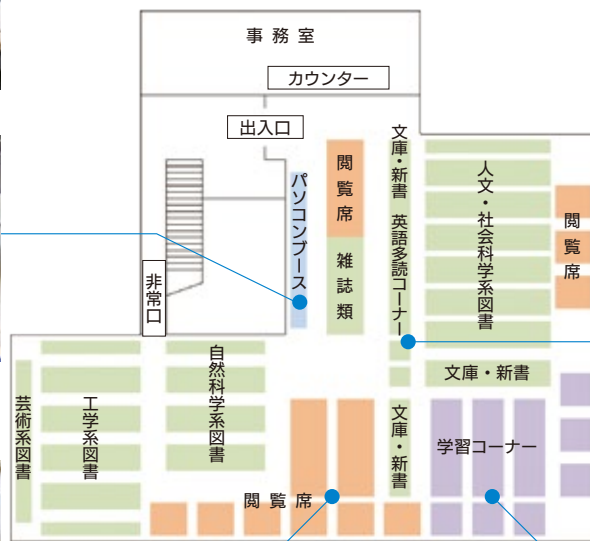 事務室
カウンター
出入口
パソコンブース
閲覧席
雑誌類
文庫・新書 英語多読コーナー
人文・社会科学系図書
閲覧席
非常口
文庫・新書
芸術系図書
工学系図書
自然科学系図書
文庫・新書
学習コーナー
閲覧席